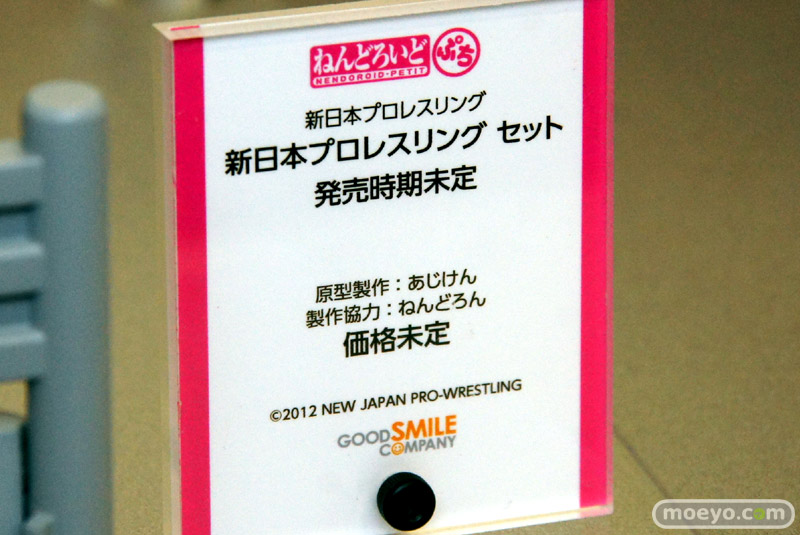 ねんどろいど ぷち
NENDOROID・PETIT
新日本プロレスリング
新日本プロレスリング セット
発売時期未定
原型製作：あじけん
製作協力：ねんどろん
価格未定
©2012 NEW JAPAN PRO-WRESTLING
GOOD SMILE
COMPANY
moeyo.com